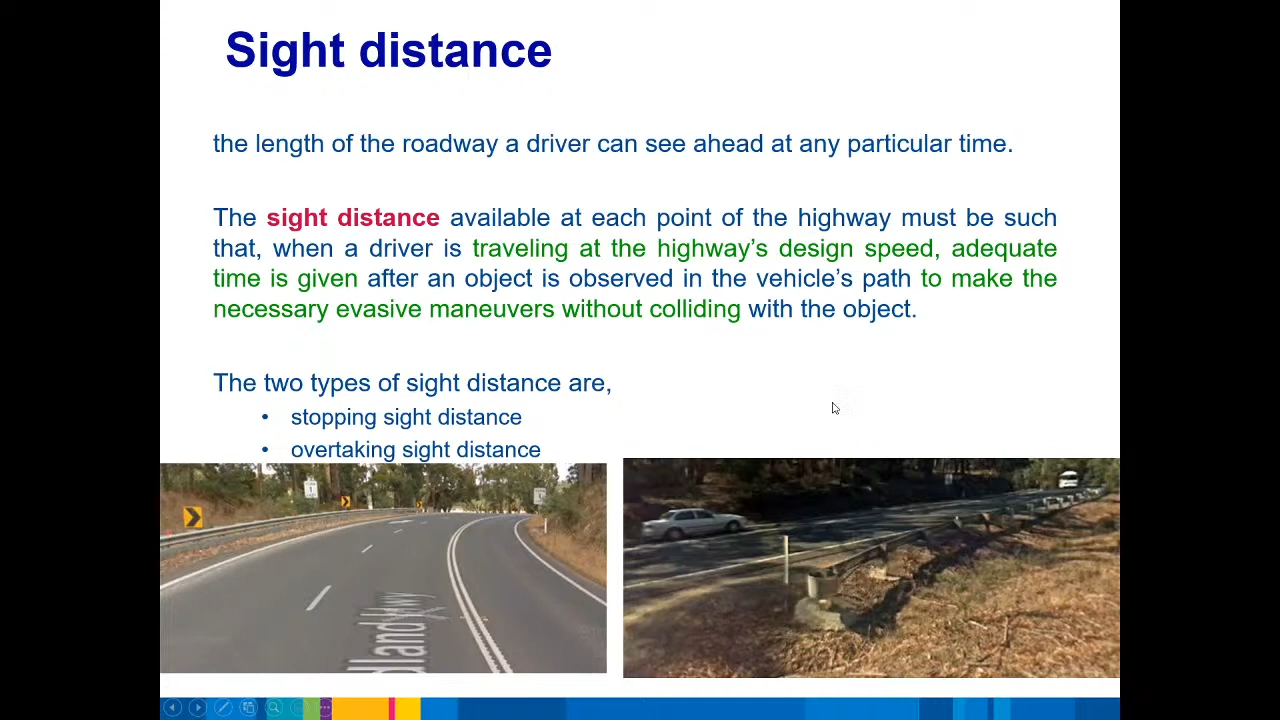 Sight distance
the length of the roadway a driver can see ahead at any particular time.
The sight distance available at each point of the highway must be such
that, when a driver is traveling at the highway’s design speed, adequate
time is given after an object is observed in the vehicle’s path to make the
necessary evasive maneuvers without colliding with the object.
The two types of sight distance are,
• stopping sight distance
• overtaking sight distance
dland Hwy